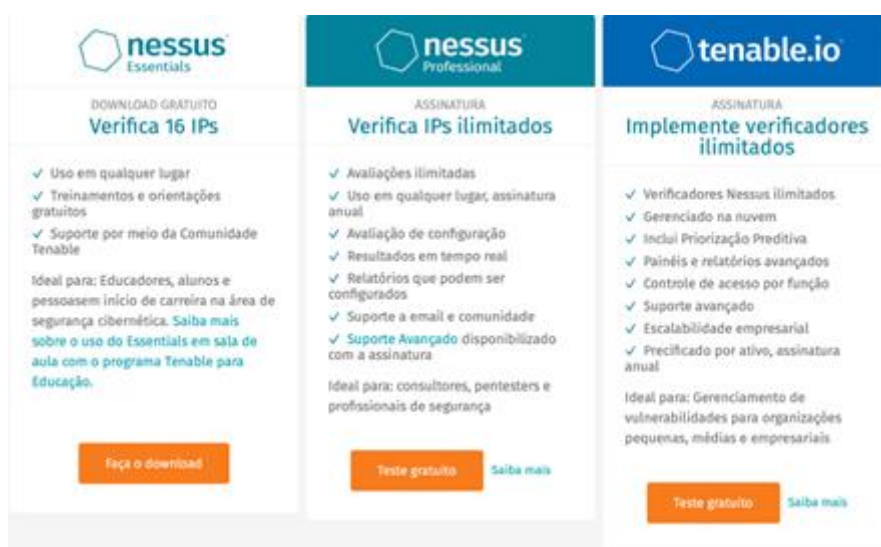 nessus
Essentials
DOWNLOAD GRATUITO
Verifica 16 IPs
✓ Uso em qualquer lugar
✓ Treinamentos e orientações
gratuitos
✓ Suporte por meio da Comunidade
Tenable
Ideal para: Educadores, alunos e
pessoasem início de carreira na área de
segurança cibernética. Saiba mais
sobre o uso do Essentials em sala de
aula com o programa Tenable para
Educação.
Faça o download
nessus
Professional
ASSINATURA
Verifica IPs ilimitados
✓ Avaliações ilimitadas
✓ Uso em qualquer lugar, assinatura
anual
✓ Avaliação de configuração
✓ Resultados em tempo real
✓ Relatórios que podem ser
configurados
✓ Suporte a email e comunidade
✓ Suporte Avançado disponibilizado
com a assinatura
Ideal para: consultores, pentesters e
profissionais de segurança
Teste gratuito Saiba mais
tenable.io
ASSINATURA
Implemente verificadores
ilimitados
✓ Verificadores Nessus ilimitados
✓ Gerenciado na nuvem
✓ Inclui Priorização Preditiva
✓ Painéis e relatórios avançados
✓ Controle de acesso por função
✓ Suporte avançado
✓ Escalabilidade empresarial
✓ Precificado por ativo, assinatura
anual
Ideal para: Gerenciamento de
vulnerabilidades para organizações
pequenas, médias e empresariais
Teste gratuito Saiba mais